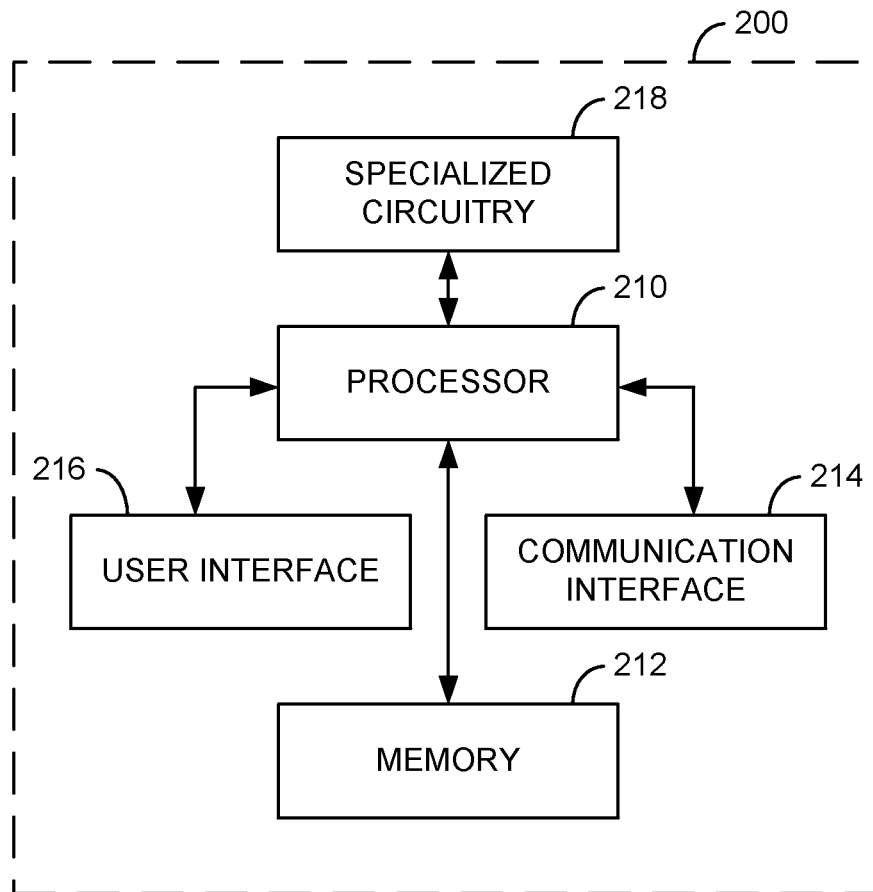 200
218
SPECIALIZED
CIRCUITRY
210
PROCESSOR
216
USER INTERFACE
214
COMMUNICATION
INTERFACE
212
MEMORY